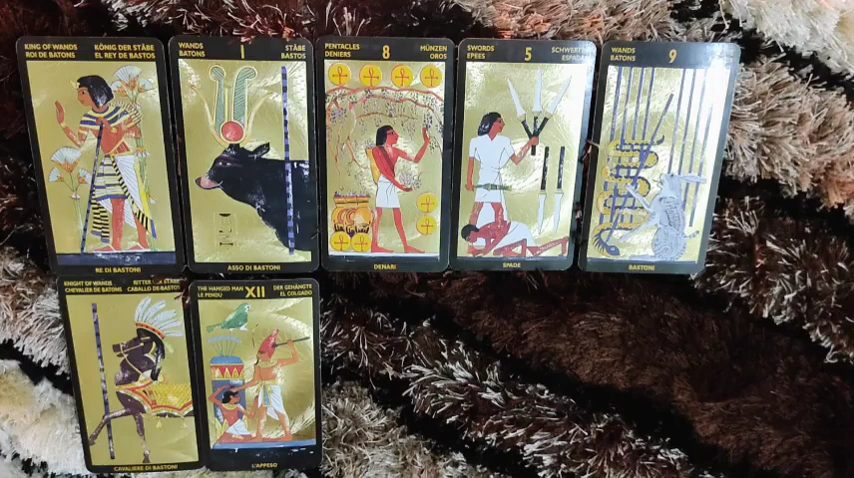 KING OF WANDS KÖNIG DER STÄBE
ROI DE BATONS EL REY DE BASTOS
RE DI BASTONI
WANDS I STÄBE
BATONS BASTOS
ASSO DI BASTONI
PENTACLES 8 MÜNZEN
DENIERS OROS
DENARI
SWORDS 5 SCHWERTER
EPEES ESPADAS
SPADE
WANDS 9
BATONS
BASTONI
KNIGHT OF WANDS RITTER STÄBE
CHEVALIER DE BATONS CABALLO DE BASTOS
CAVALIERE DI BASTONI
THE HANGED MAN XII DER GEHÄNGTE
LE PENDU EL COLGADO
L'APPESO